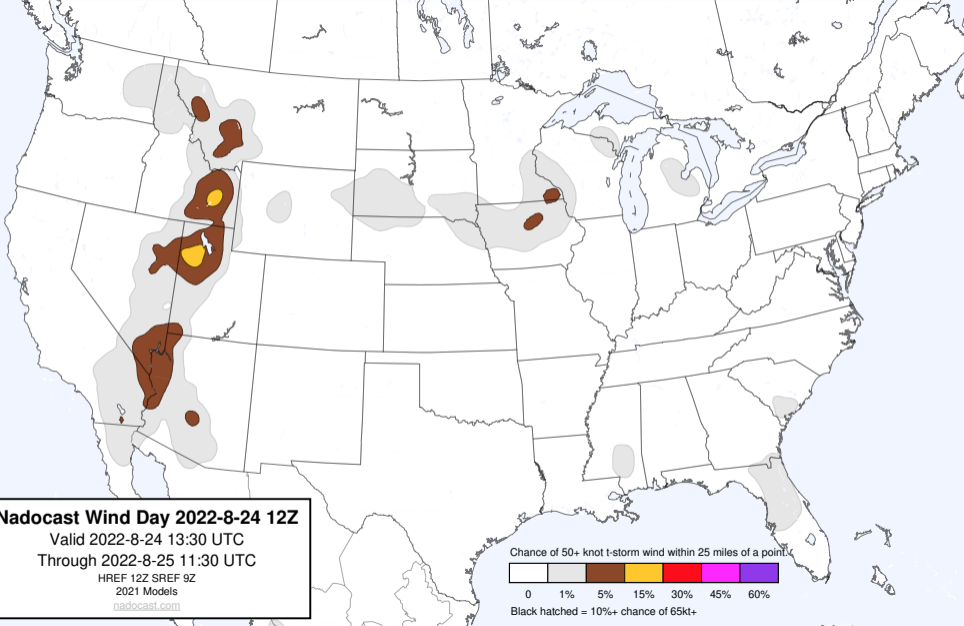 Nadocast Wind Day 2022-8-24 12Z
Valid 2022-8-24 13:30 UTC
Through 2022-8-25 11:30 UTC
HREF 12Z SREF 9Z
2021 Models
nadocast.com
Chance of 50+ knot t-storm wind within 25 miles of a point.
0 1% 5% 15% 30% 45% 60%
Black hatched = 10%+ chance of 65kt+